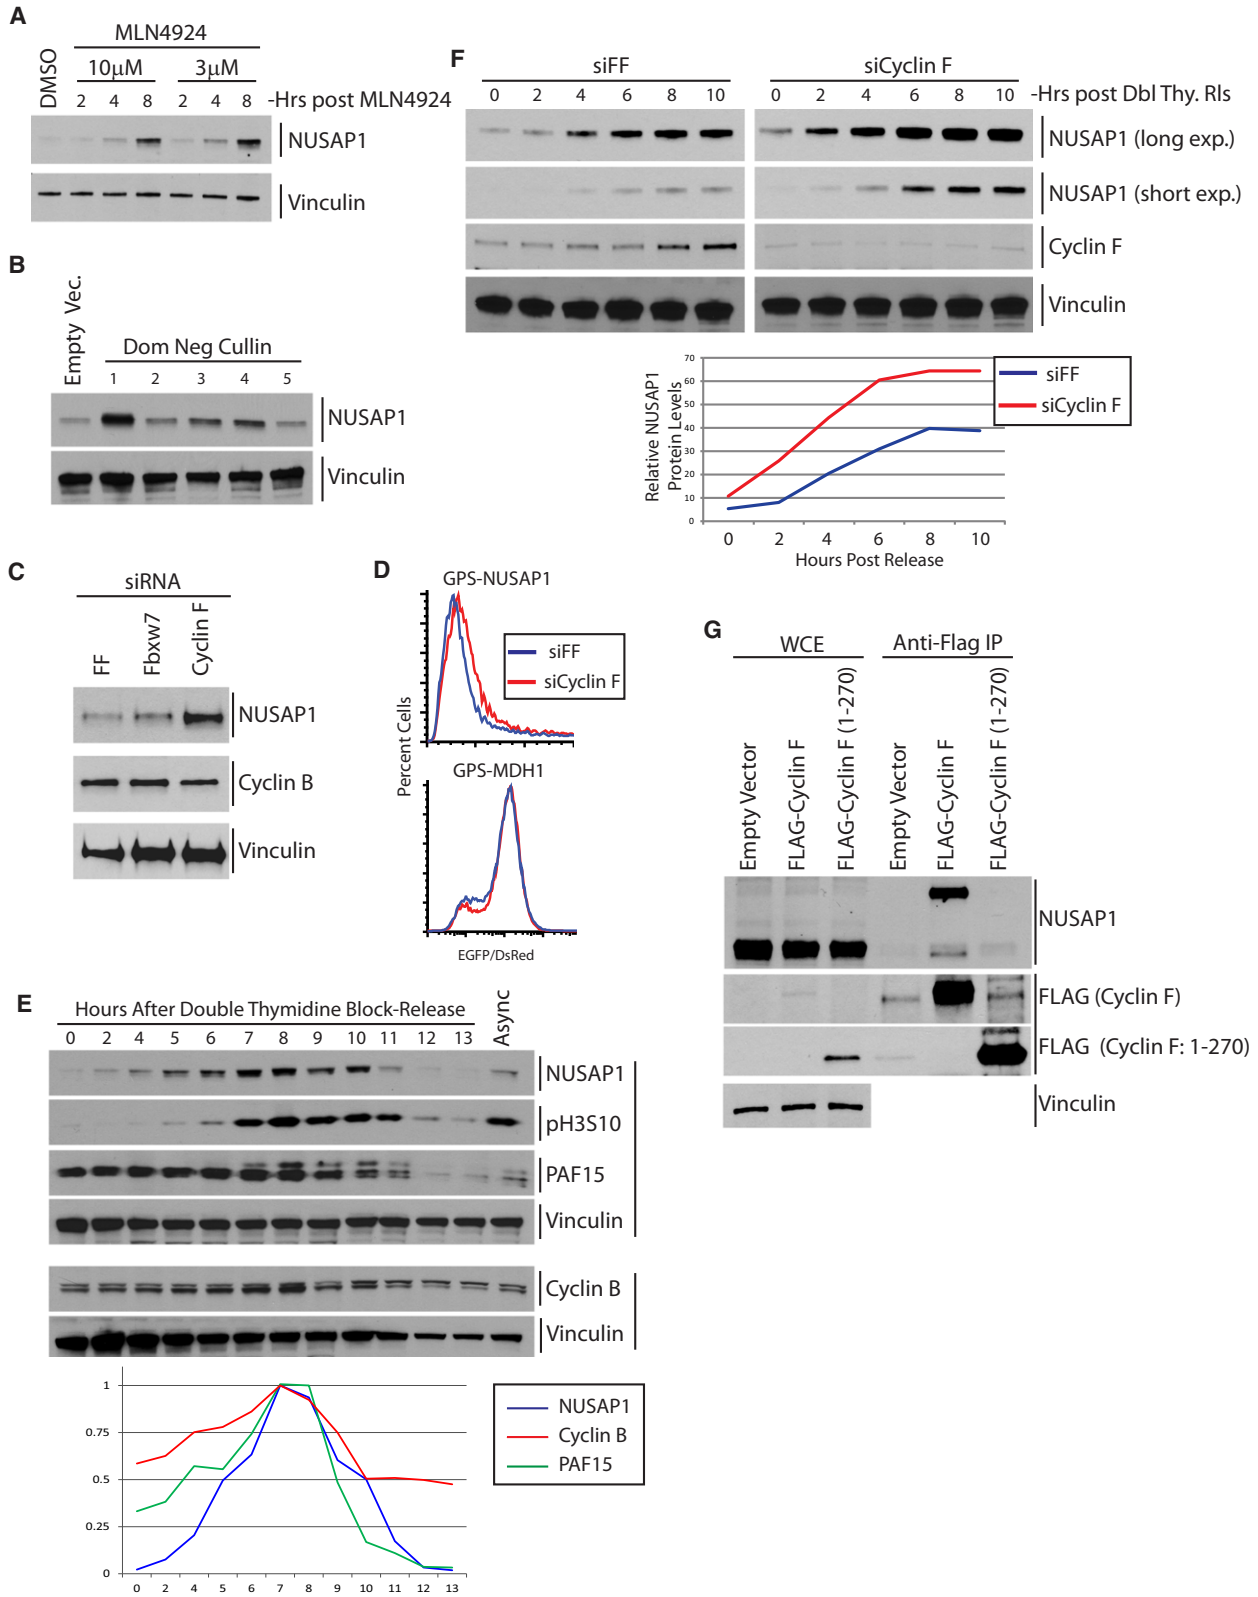 A
MLN4924
DMSO
10µM 3µM
2 4 8 2 4 8 -Hrs post MLN4924
NUSAP1
Vinculin
B
Empty Vec.
Dom Neg Cullin
1 2 3 4 5
NUSAP1
Vinculin
C
siRNA
FF Fbxw7 Cyclin F
NUSAP1
Cyclin B
Vinculin
D
GPS-NUSAP1
siFF
siCyclin F
Percent Cells
GPS-MDH1
EGFP/DsRed
E
Hours After Double Thymidine Block-Release
0 2 4 5 6 7 8 9 10 11 12 13 Async
NUSAP1
pH3S10
PAF15
Vinculin
Cyclin B
Vinculin
1
0.75
0.5
0.25
0
0 2 4 5 6 7 8 9 10 11 12 13
NUSAP1
Cyclin B
PAF15
F
siFF siCyclin F
0 2 4 6 8 10 0 2 4 6 8 10 -Hrs post Dbl Thy. Rls
NUSAP1 (long exp.)
NUSAP1 (short exp.)
Cyclin F
Vinculin
Relative NUSAP1
Protein Levels
70
60
50
40
30
20
10
0
0 2 4 6 8 10
Hours Post Release
siFF
siCyclin F
G
WCE Anti-Flag IP
Empty Vector FLAG-Cyclin F FLAG-Cyclin F (1-270) Empty Vector FLAG-Cyclin F FLAG-Cyclin F (1-270)
NUSAP1
FLAG (Cyclin F)
FLAG (Cyclin F: 1-270)
Vinculin